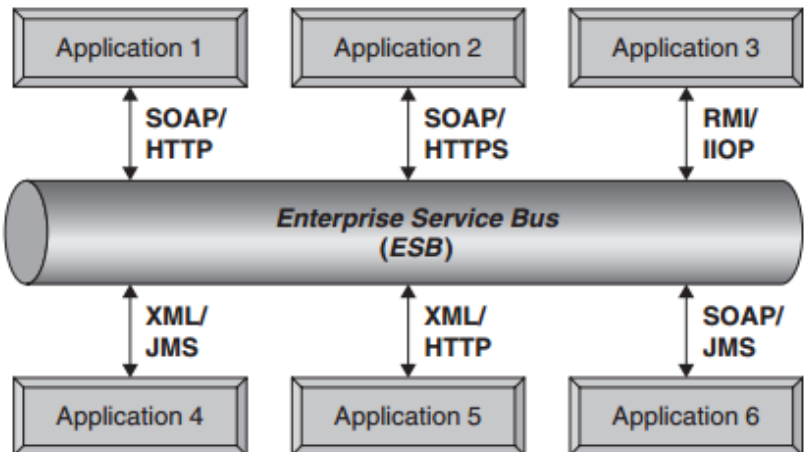 Application 1
Application 2
Application 3
SOAP/
HTTP
SOAP/
HTTPS
RMI/
IIOP
Enterprise Service Bus
(ESB)
XML/
JMS
XML/
HTTP
SOAP/
JMS
Application 4
Application 5
Application 6